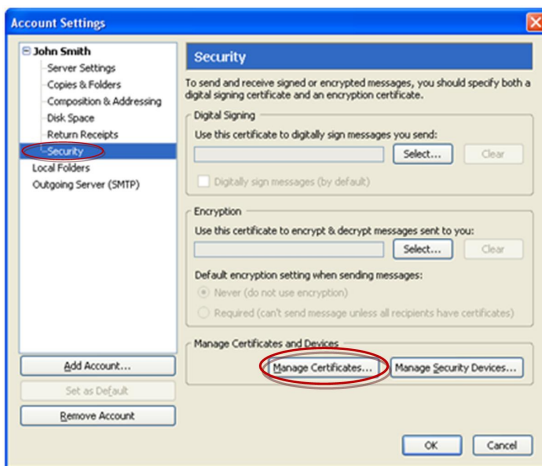 Account Settings
John Smith
Server Settings
Copies & Folders
Composition & Addressing
Disk Space
Return Receipts
Security
Local Folders
Outgoing Server (SMTP)
Add Account...
Set as Default
Remove Account
Security
To send and receive signed or encrypted messages, you should specify both a
digital signing certificate and an encryption certificate.
Digital Signing
Use this certificate to digitally sign messages you send:
Select...
Clear
Digitally sign messages (by default)
Encryption
Use this certificate to encrypt & decrypt messages sent to you:
Select...
Clear
Default encryption setting when sending messages:
Never (do not use encryption)
Required (can't send message unless all recipients have certificates)
Manage Certificates and Devices
Manage Certificates...
Manage Security Devices...
OK
Cancel